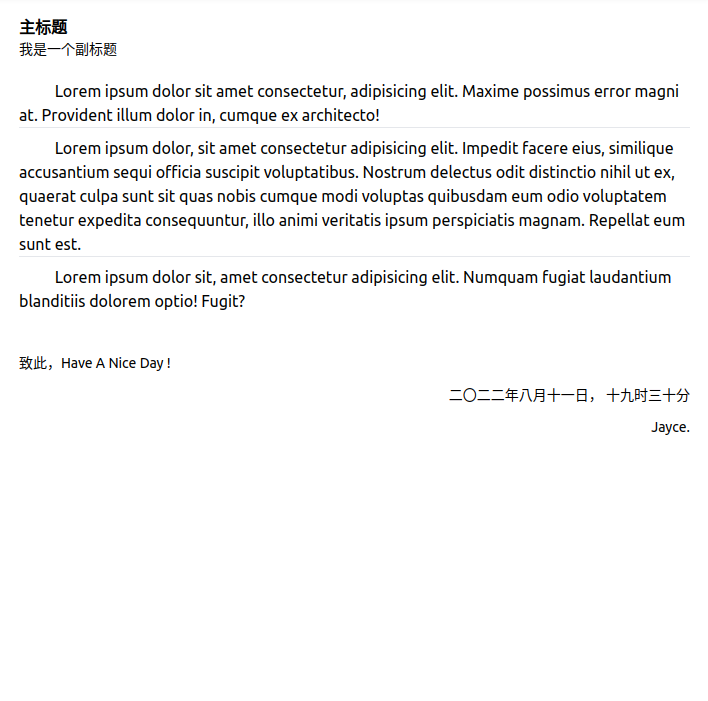 主标题
我是一个副标题
Lorem ipsum dolor sit amet consectetur, adipisicing elit. Maxime possimus error magni
at. Provident illum dolor in, cumque ex architecto!
Lorem ipsum dolor, sit amet consectetur adipisicing elit. Impedit facere eius, similique
accusantium sequi officia suscipit voluptatibus. Nostrum delectus odit distinctio nihil ut ex,
quaerat culpa sunt sit quas nobis cumque modi voluptas quibusdam eum odio voluptatem
tenetur expedita consequuntur, illo animi veritatis ipsum perspiciatis magnam. Repellat eum
sunt est.
Lorem ipsum dolor sit, amet consectetur adipisicing elit. Numquam fugiat laudantium
blanditiis dolorem optio! Fugit?
致此，Have A Nice Day !
二〇二二年八月十一日， 十九时三十分
Jayce.